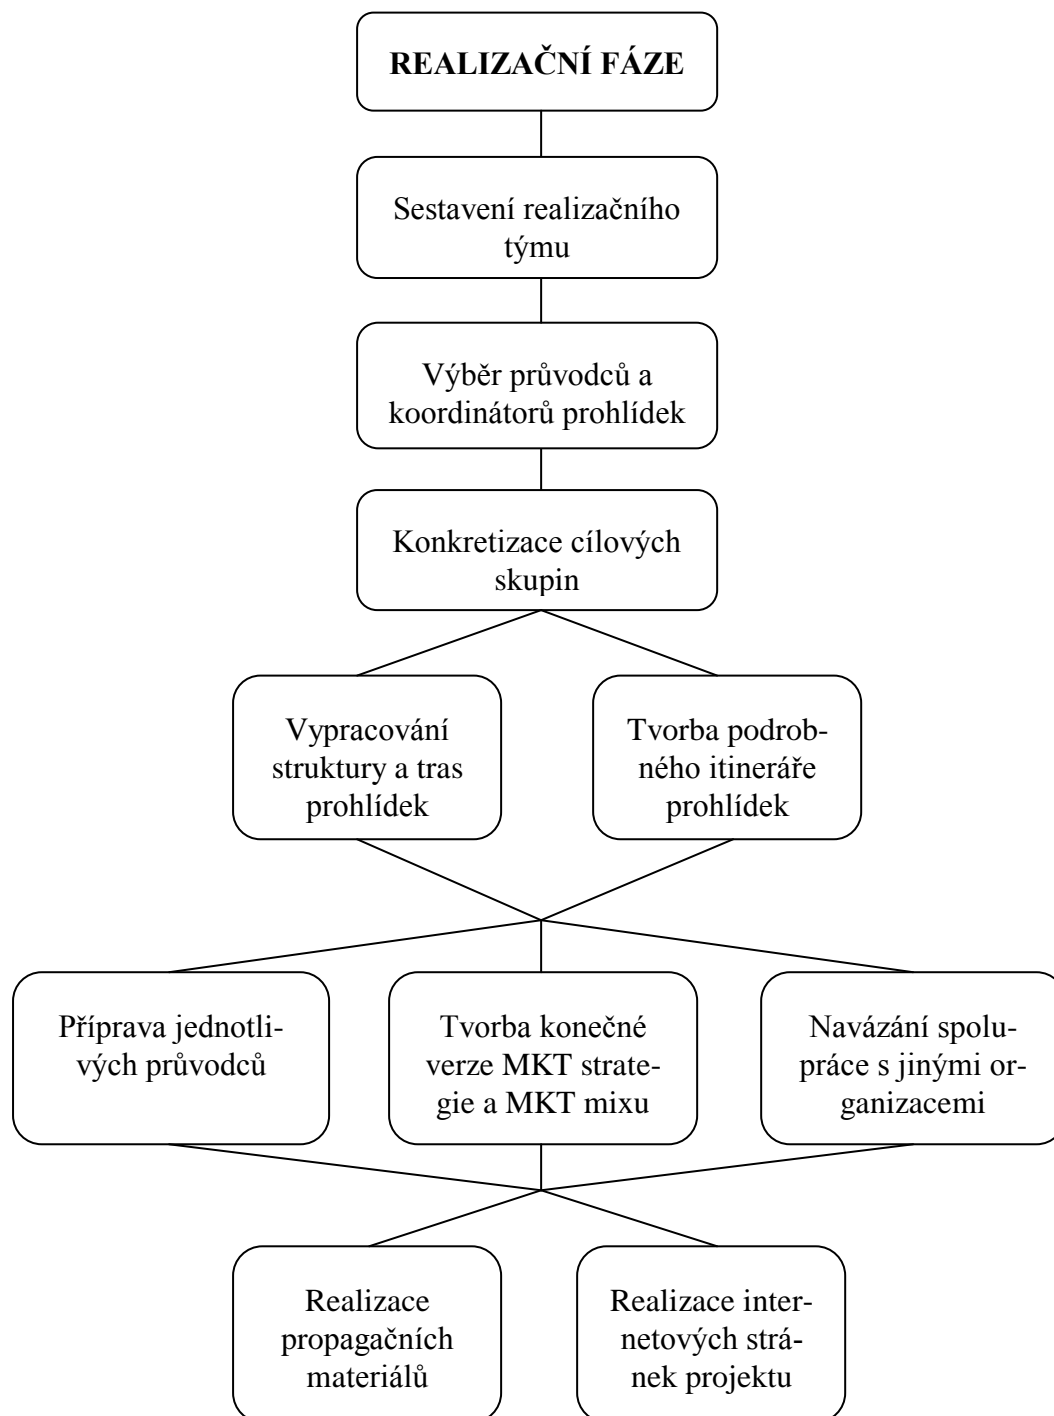 REALIZAČNÍ FÁZE
Sestavení realizačního
týmu
Výběr průvodců a
koordinátorů prohlídek
Konkretizace cílových
skupin
Vypracování
struktury a tras
prohlídek
Tvorba podrob-
ného itineráře
prohlídek
Příprava jednotli-
vých průvodců
Tvorba konečné
verze MKT strate-
gie a MKT mixu
Navázání spolu-
práce s jinými or-
ganizacemi
Realizace
propagačních
materiálů
Realizace inter-
netových strá-
nek projektu